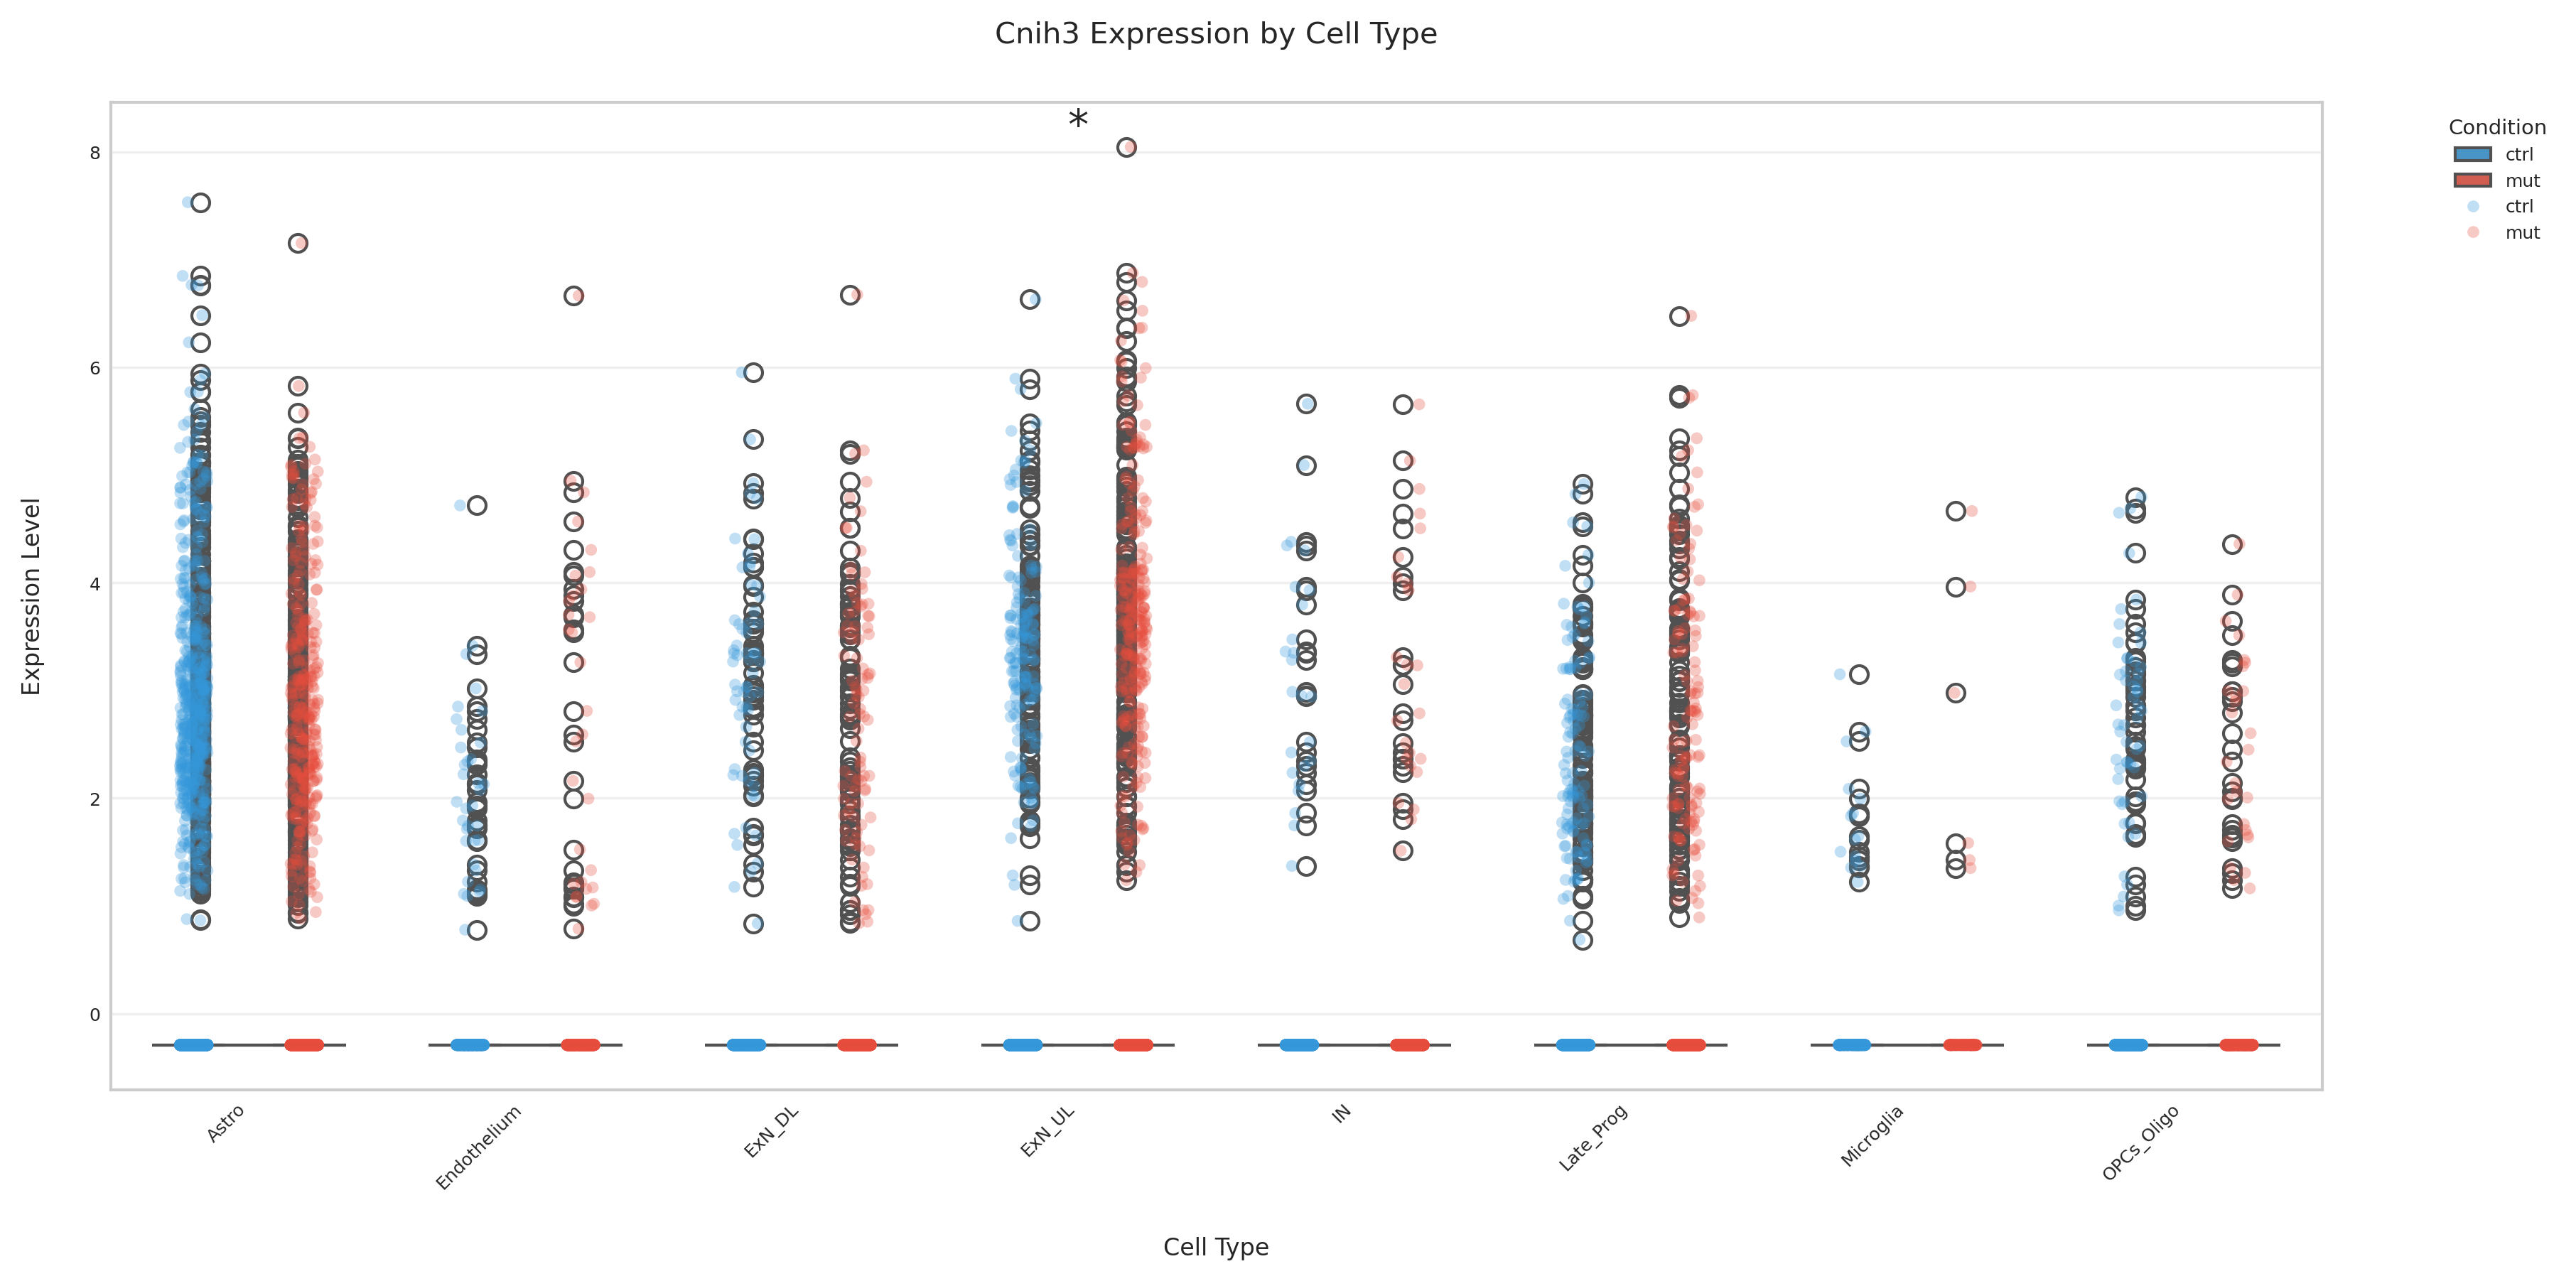 Cnih3 Expression by Cell Type
*
Condition
ctrl
mut
ctrl
mut
Expression Level
8
6
4
2
0
Astro
Endothelium
ExN_DL
ExN_UL
IN
Late_Prog
Microglia
OPCs_Oligo
Cell Type